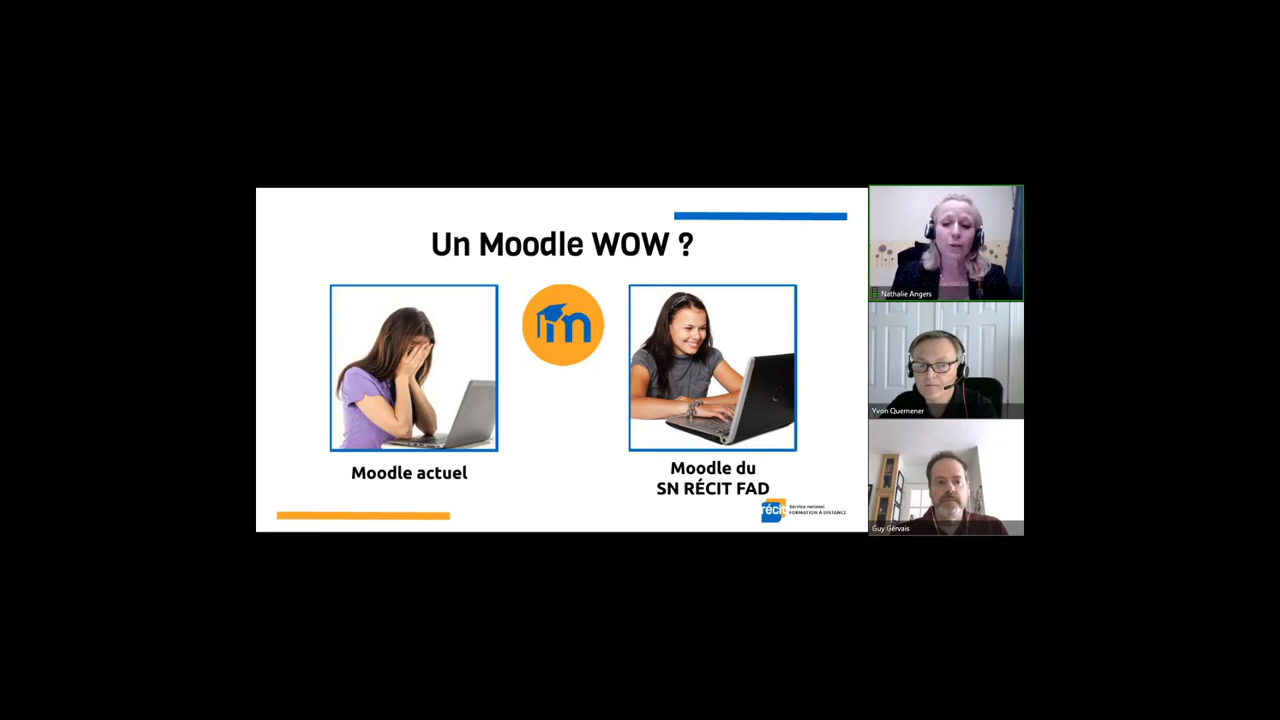 Un Moodle WOW ?
Moodle actuel
Moodle du
SN RÉCIT FAD
récit
Service national
FORMATION À DISTANCE
Nathalie Angers
Yvon Quemener
Guy Gervais